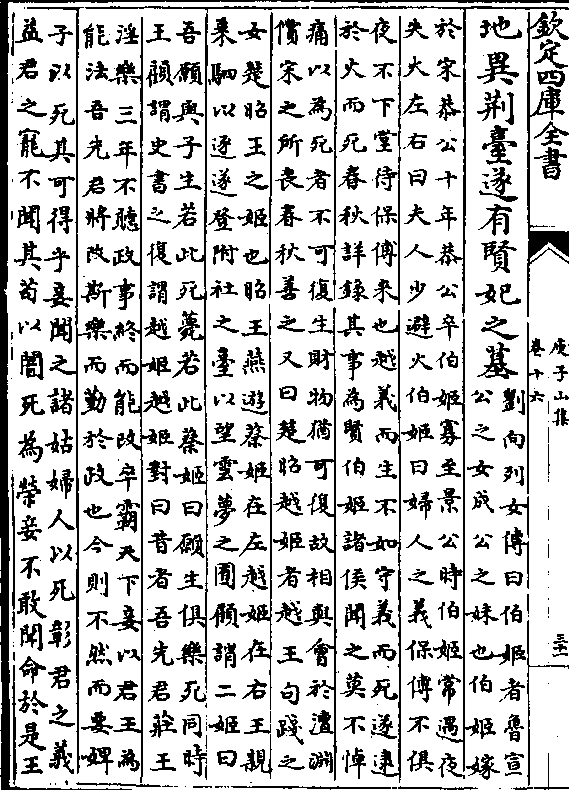 欽定四庫全書
庾子山集
卷十六
地異荆臺遂有賢妃之墓
劉向列女傳曰伯姬者魯宣
公之女成公之妹也伯姬嫁
於宋恭公十年恭公卒伯姬寡至景公時伯姬常遇夜
失火左右曰夫人少避火伯姬曰婦人之義保傅不俱
夜不下堂待保傅來也越義而生不如守義而死遂逮
於火而死春秋詳錄其事為賢伯姬諸侯聞之莫不悼
痛以為死者不可復生財物猶可復故相與會於澶淵
償宋之所喪春秋善之又曰楚昭越姬者越王句踐之
女楚昭王之姬也昭王燕遊蔡姬在左越姬在右王親
乗駟以逐遂登附社之臺以望雲夢之囿顧謂二姬曰
吾願與子生若此死薨若此蔡姬曰願生俱樂死同時
王顧謂史書之復謂越姬越姬對曰昔者吾先君莊王
淫樂三年不聽政事終而能改卒霸天下妾以君王為
能法吾先君將改斯樂而勤於政也今則不然而要婢
子以死其可得乎妾聞之諸姑婦人以死彰君之義
益君之寵不聞其苟以闇死為榮妾不敢聞命於是王